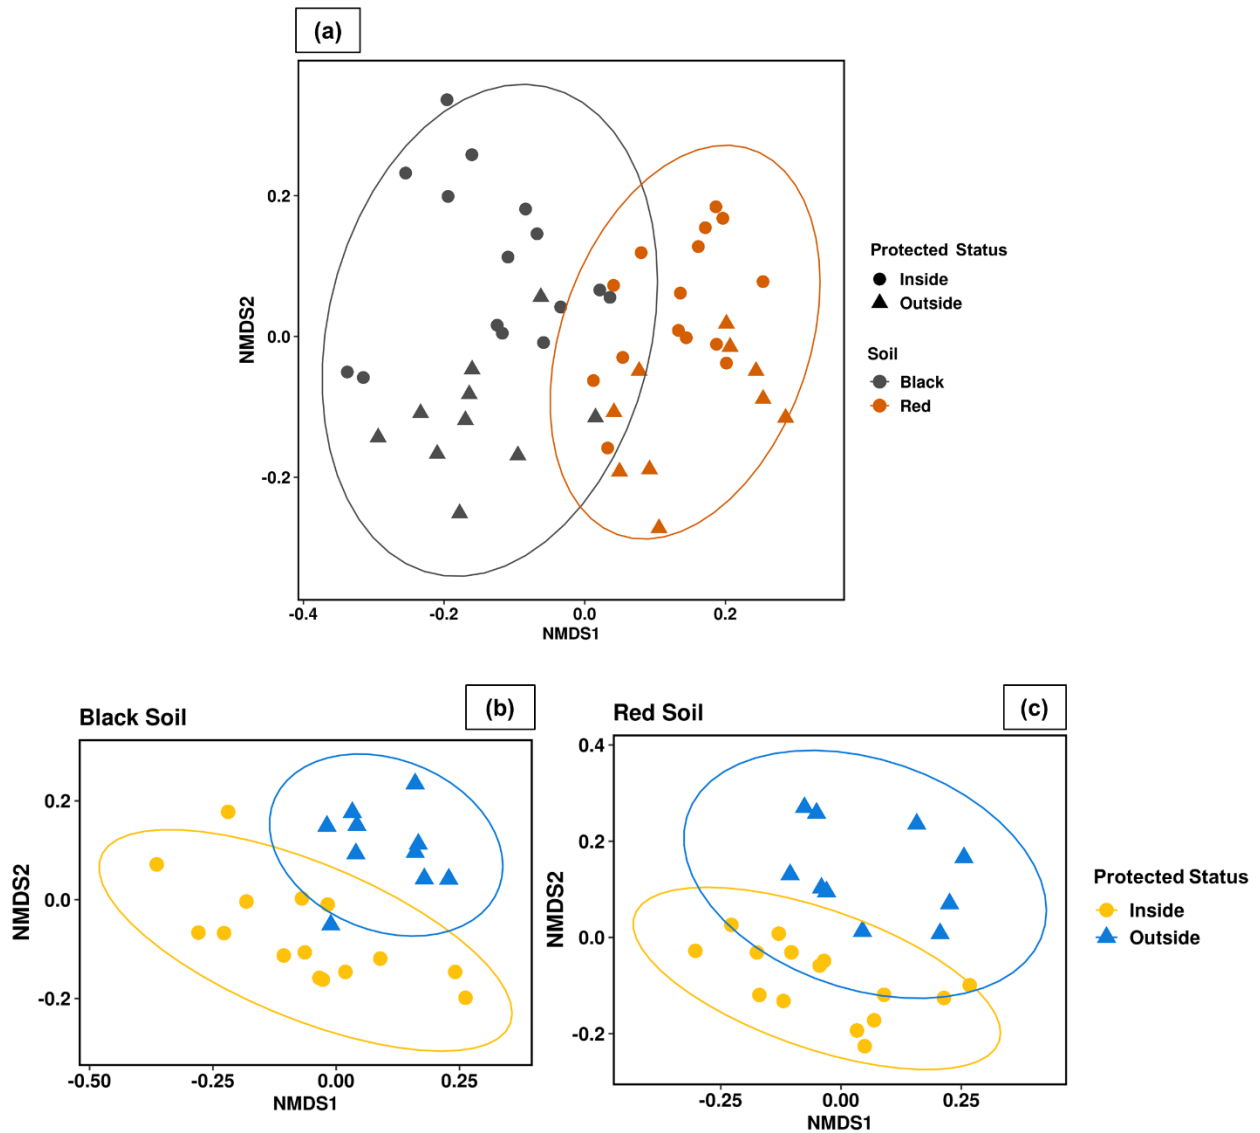 (a)
0.2
0.0
-0.2
NMDS2
-0.4
-0.2
0.0
0.2
NMDS1
Protected Status
Inside
Outside
Soil
Black
Red
Black Soil
(b)
0.2
0.0
-0.2
NMDS2
-0.50
-0.25
0.00
0.25
NMDS1
Red Soil
(c)
0.4
0.2
0.0
-0.2
NMDS2
-0.25
0.00
0.25
NMDS1
Protected Status
Inside
Outside